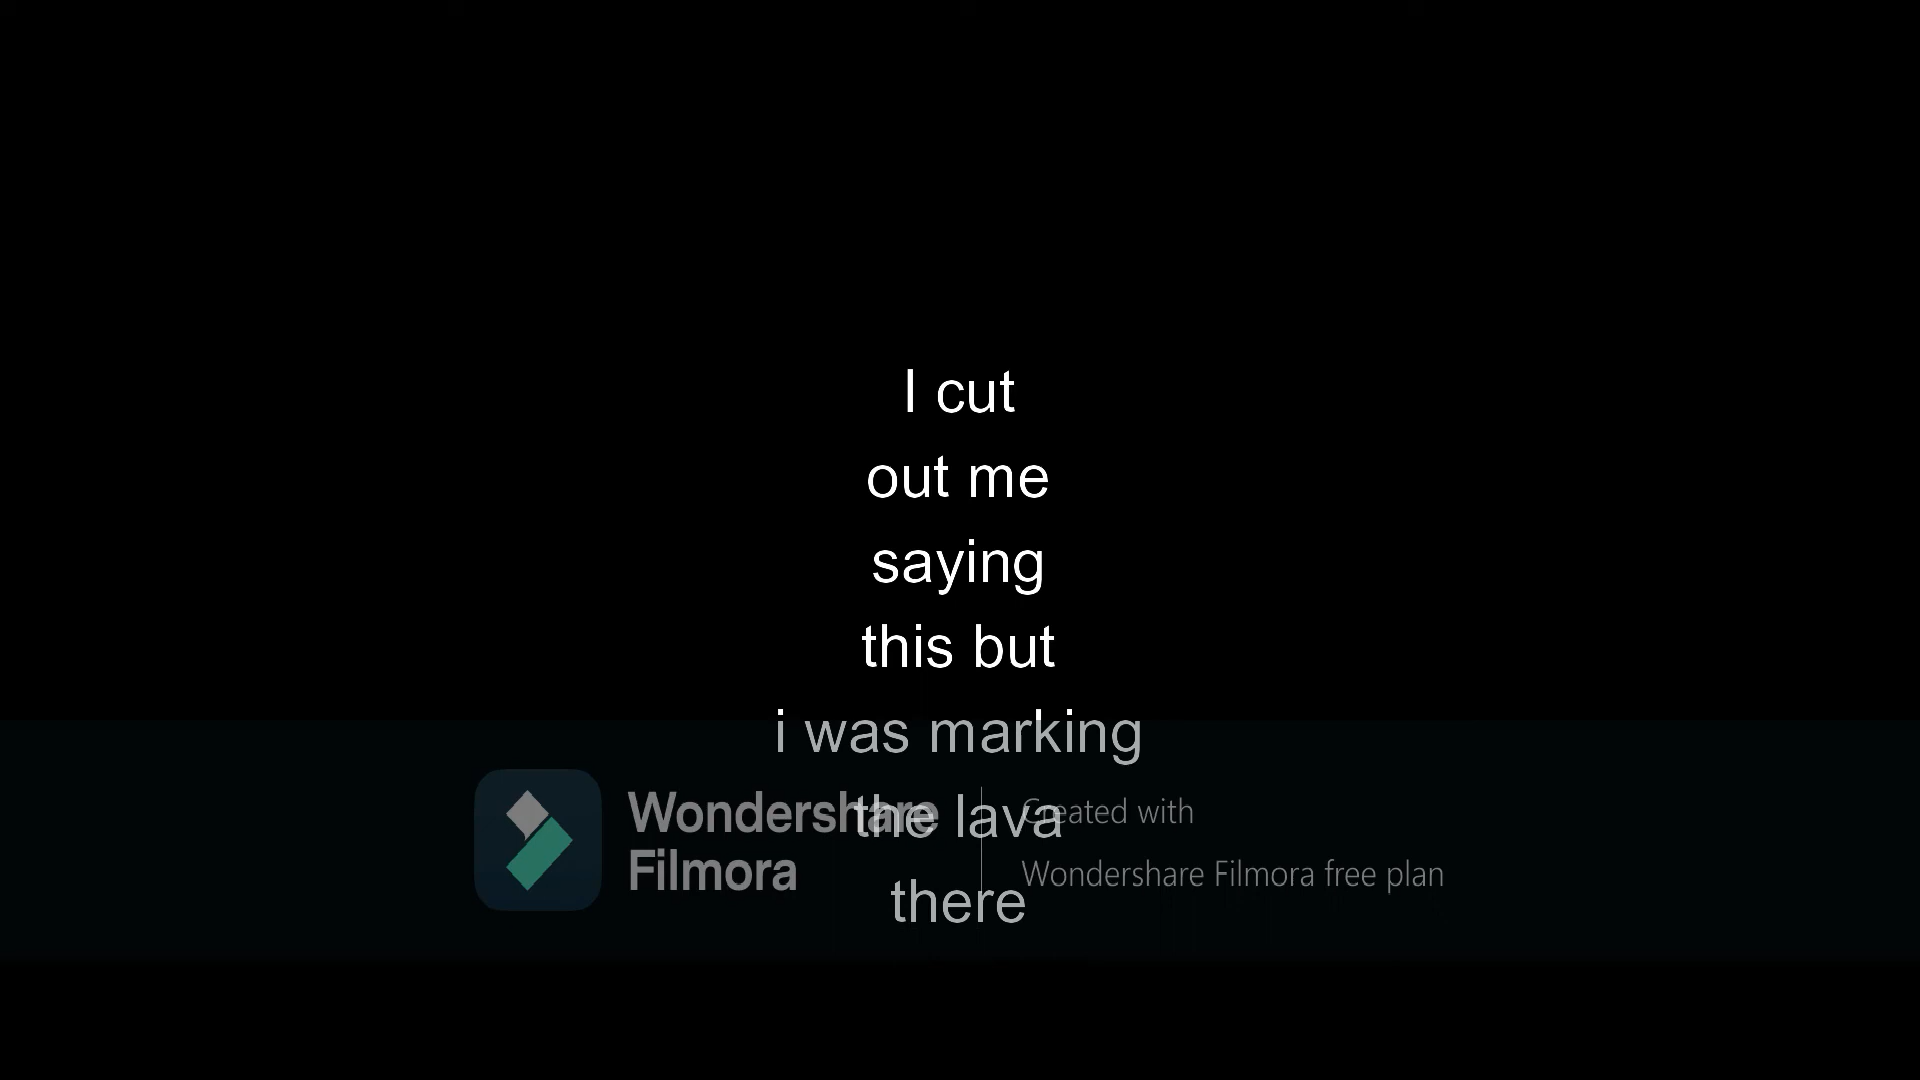 I cut
out me
saying
this but
i was marking
the lava
there
Wondershare
Filmora
Created with
Wondershare Filmora free plan